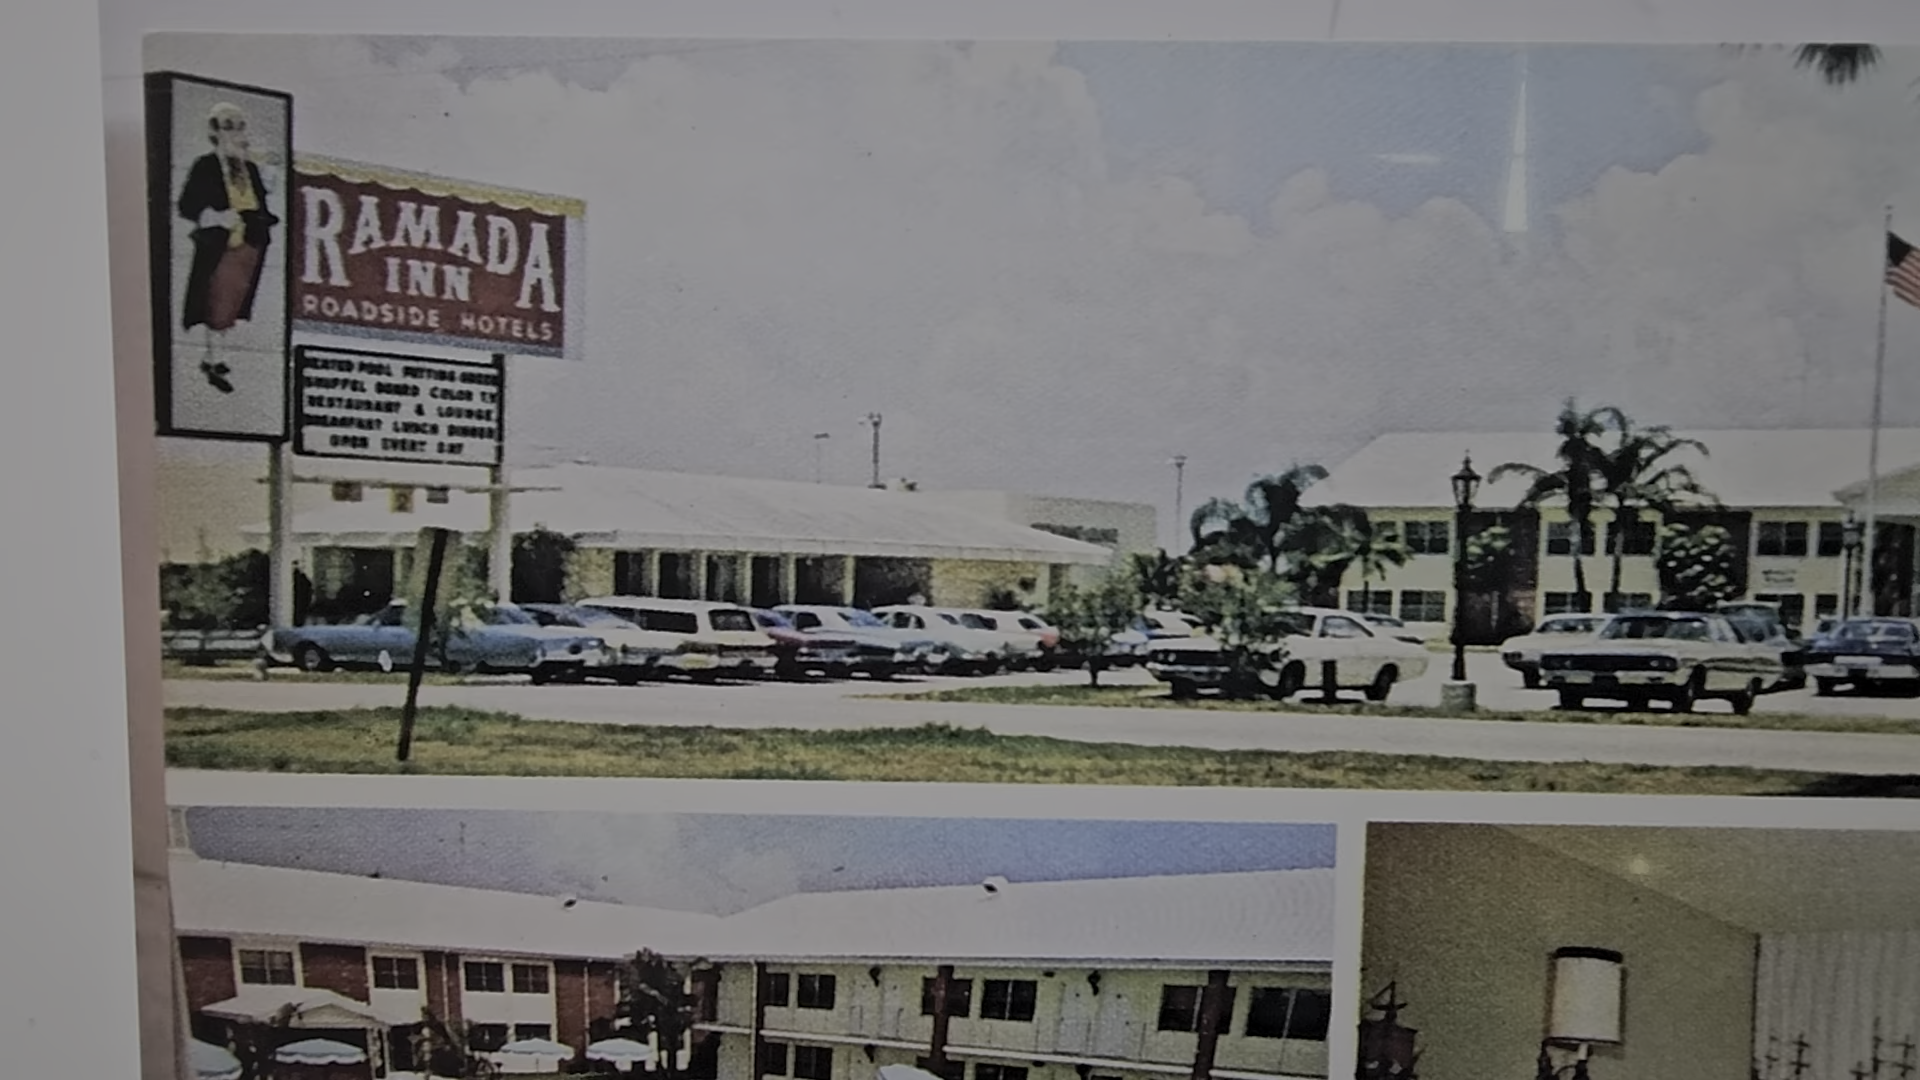 RAMADA
INN
ROADSIDE HOTELS
HEATED POOL PUTTING GREEN
SHUFFEL BOARD COLOR TV
RESTAURANT & LOUNGE
BREAKFAST LUNCH DINNER
OPEN EVERY DAY